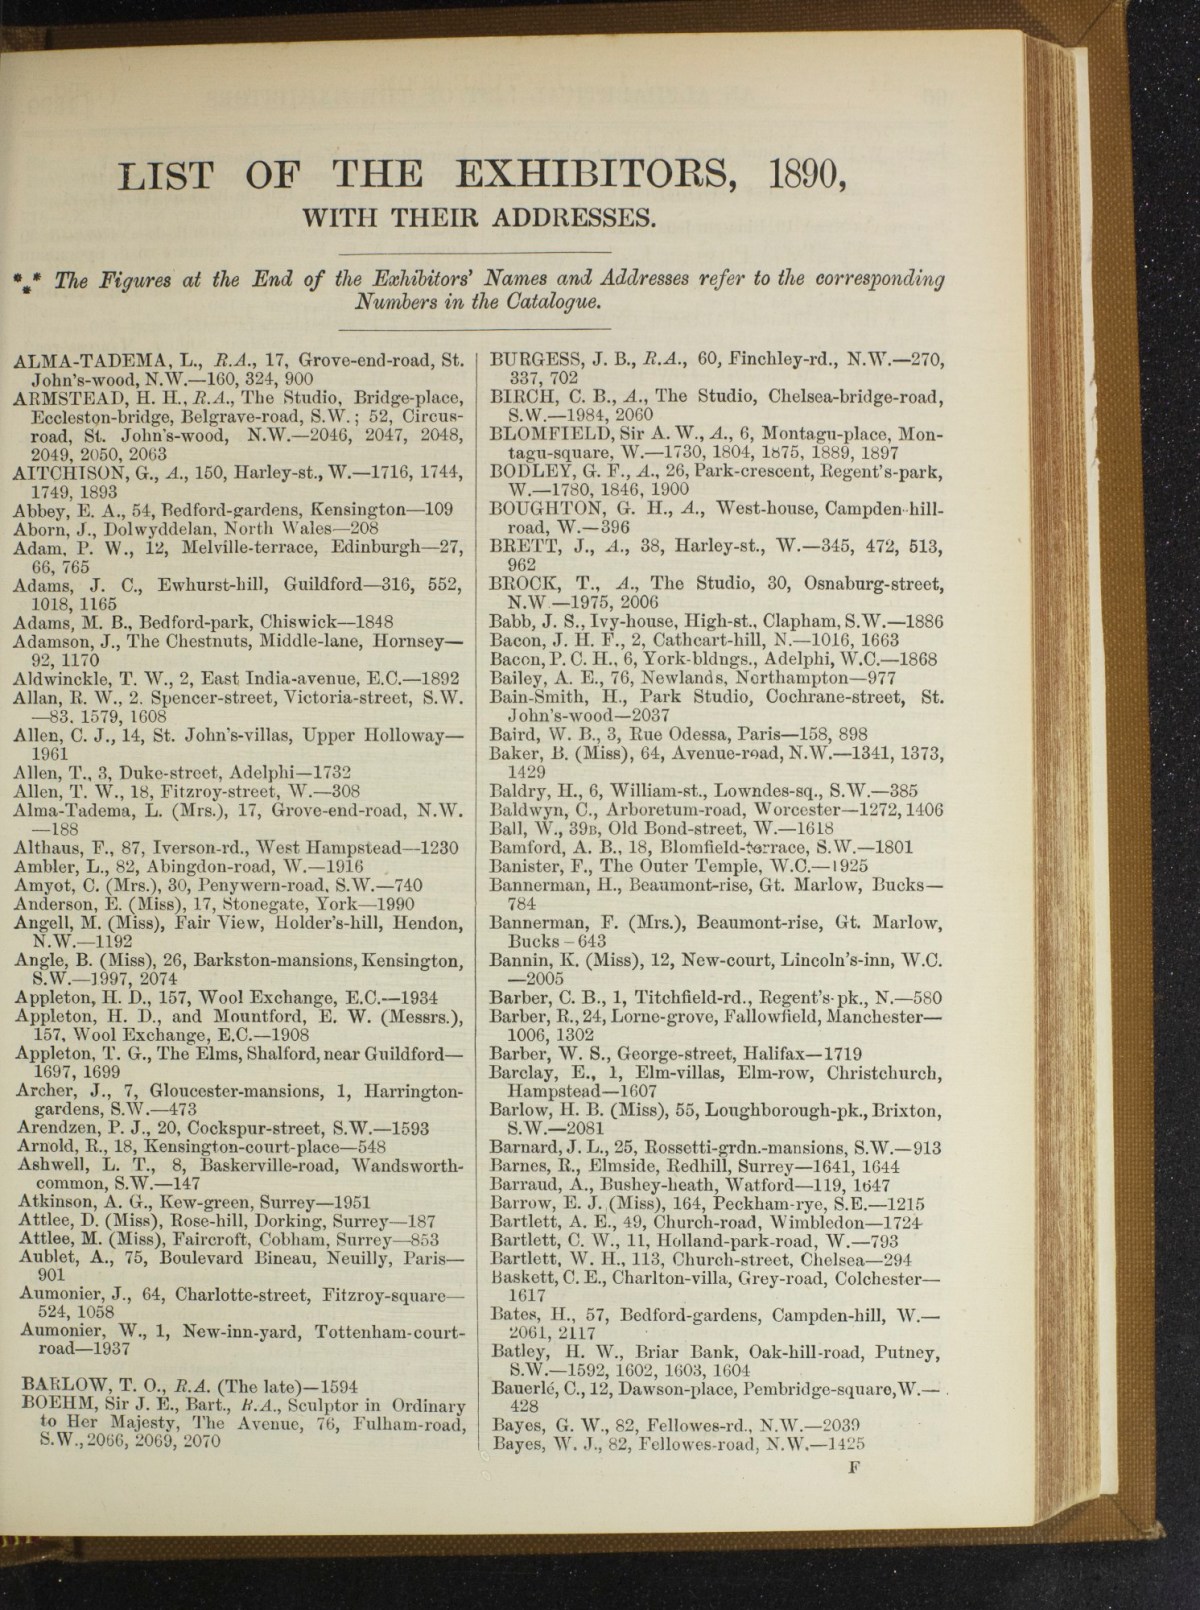 LIST OF THE EXHIBITORS, 1890,
WITH THEIR ADDRESSES.
*** The Figures at the End of the Exhibitors' Names and Addresses refer to the corresponding
Numbers in the Catalogue.
ALMA-TADEMA, L., R.A., 17, Grove-end-road, St.
John's-wood, N.W.—160, 324, 900
ARMSTEAD, H. H., R.A., The Studio, Bridge-place,
Eccleston-bridge, Belgrave-road, S.W.; 52, Circus-
road, St. John's-wood, N.W.—2046, 2047, 2048,
2049, 2050, 2063
AITCHISON, G., A., 150, Harley-st., W.—1716, 1744,
1749, 1893
Abbey, E. A., 54, Bedford-gardens, Kensington—109
Aborn, J., Dolwyddelan, North Wales—208
Adam, P. W., 12, Melville-terrace, Edinburgh—27,
66, 765
Adams, J. C., Ewhurst-hill, Guildford—316, 552,
1018, 1165
Adams, M. B., Bedford-park, Chiswick—1848
Adamson, J., The Chestnuts, Middle-lane, Hornsey—
92, 1170
Aldwinckle, T. W., 2, East India-avenue, E.C.—1892
Allan, R. W., 2. Spencer-street, Victoria-street, S.W.
—83. 1579, 1608
Allen, C. J., 14, St. John's-villas, Upper Holloway—
1961
Allen, T., 3, Duke-street, Adelphi—1732
Allen, T. W., 18, Fitzroy-street, W.—308
Alma-Tadema, L. (Mrs.), 17, Grove-end-road, N.W.
—188
Althaus, F., 87, Iverson-rd., West Hampstead—1230
Ambler, L., 82, Abingdon-road, W.—1916
Amyot, C. (Mrs.), 30, Penywern-road, S.W.—740
Anderson, E. (Miss), 17, Stonegate, York—1990
Angell, M. (Miss), Fair View, Holder's-hill, Hendon,
N.W.—1192
Angle, B. (Miss), 26, Barkston-mansions, Kensington,
S.W.—1997, 2074
Appleton, H. D., 157, Wool Exchange, E.C.—1934
Appleton, H. D., and Mountford, E. W. (Messrs.),
157, Wool Exchange, E.C.—1908
Appleton, T. G., The Elms, Shalford, near Guildford—
1697, 1699
Archer, J., 7, Gloucester-mansions, 1, Harrington-
gardens, S.W.—473
Arendzen, P. J., 20, Cockspur-street, S.W.—1593
Arnold, R., 18, Kensington-court-place—548
Ashwell, L. T., 8, Baskerville-road, Wandsworth-
common, S.W.—147
Atkinson, A. G., Kew-green, Surrey—1951
Attlee, D. (Miss), Rose-hill, Dorking, Surrey—187
Attlee, M. (Miss), Faircroft, Cobham, Surrey—853
Aublet, A., 75, Boulevard Bineau, Neuilly, Paris—
901
Aumonier, J., 64, Charlotte-street, Fitzroy-square—
524, 1058
Aumonier, W., 1, New-inn-yard, Tottenham-court-
road—1937
BARLOW, T. O., R.A. (The late)—1594
BOEHM, Sir J. E., Bart., R.A., Sculptor in Ordinary
to Her Majesty, The Avenue, 76, Fulham-road,
S.W., 2066, 2069, 2070
BURGESS, J. B., R.A., 60, Finchley-rd., N.W.—270,
337, 702
BIRCH, C. B., A., The Studio, Chelsea-bridge-road,
S.W.—1984, 2060
BLOMFIELD, Sir A. W., A., 6, Montagu-place, Mon-
tagu-square, W.—1730, 1804, 1875, 1889, 1897
BODLEY, G. F., A., 26, Park-crescent, Regent's-park,
W.—1780, 1846, 1900
BOUGHTON, G. H., A., West-house, Campden-hill-
road, W.—396
BRETT, J., A., 38, Harley-st., W.—345, 472, 513,
962
BROCK, T., A., The Studio, 30, Osnaburg-street,
N.W.—1975, 2006
Babb, J. S., Ivy-house, High-st., Clapham, S.W.—1886
Bacon, J. H. F., 2, Cathcart-hill, N.—1016, 1663
Bacon, P. C. H., 6, York-bldngs., Adelphi, W.C.—1868
Bailey, A. E., 76, Newlands, Northampton—977
Bain-Smith, H., Park Studio, Cochrane-street, St.
John's-wood—2037
Baird, W. B., 3, Rue Odessa, Paris—158, 898
Baker, B. (Miss), 64, Avenue-road, N.W.—1341, 1373,
1429
Baldry, H., 6, William-st., Lowndes-sq., S.W.—385
Baldwyn, C., Arboretum-road, Worcester—1272, 1406
Ball, W., 39B, Old Bond-street, W.—1618
Bamford, A. B., 18, Blomfield-terrace, S.W.—1801
Banister, F., The Outer Temple, W.C.—1925
Bannerman, H., Beaumont-rise, Gt. Marlow, Bucks—
784
Bannerman, F. (Mrs.), Beaumont-rise, Gt. Marlow,
Bucks—643
Bannin, K. (Miss), 12, New-court, Lincoln's-inn, W.C.
—2005
Barber, C. B., 1, Titchfield-rd., Regent's-pk., N.—580
Barber, R., 24, Lorne-grove, Fallowfield, Manchester—
1006, 1302
Barber, W. S., George-street, Halifax—1719
Barclay, E., 1, Elm-villas, Elm-row, Christchurch,
Hampstead—1607
Barlow, H. B. (Miss), 55, Loughborough-pk., Brixton,
S.W.—2081
Barnard, J. L., 25, Rossetti-grdn.-mansions, S.W.—913
Barnes, R., Elmside, Redhill, Surrey—1641, 1644
Barraud, A., Bushey-heath, Watford—119, 1647
Barrow, E. J. (Miss), 164, Peckham-rye, S.E.—1215
Bartlett, A. E., 49, Church-road, Wimbledon—1724
Bartlett, C. W., 11, Holland-park-road, W.—793
Bartlett, W. H., 113, Church-street, Chelsea—294
Baskett, C. E., Charlton-villa, Grey-road, Colchester—
1617
Bates, H., 57, Bedford-gardens, Campden-hill, W.—
2061, 2117
Batley, H. W., Briar Bank, Oak-hill-road, Putney,
S.W.—1592, 1602, 1603, 1604
Bauerlé, C., 12, Dawson-place, Pembridge-square, W.—
428
Bayes, G. W., 82, Fellowes-rd., N.W.—2039
Bayes, W. J., 82, Fellowes-road, N.W.—1425
F